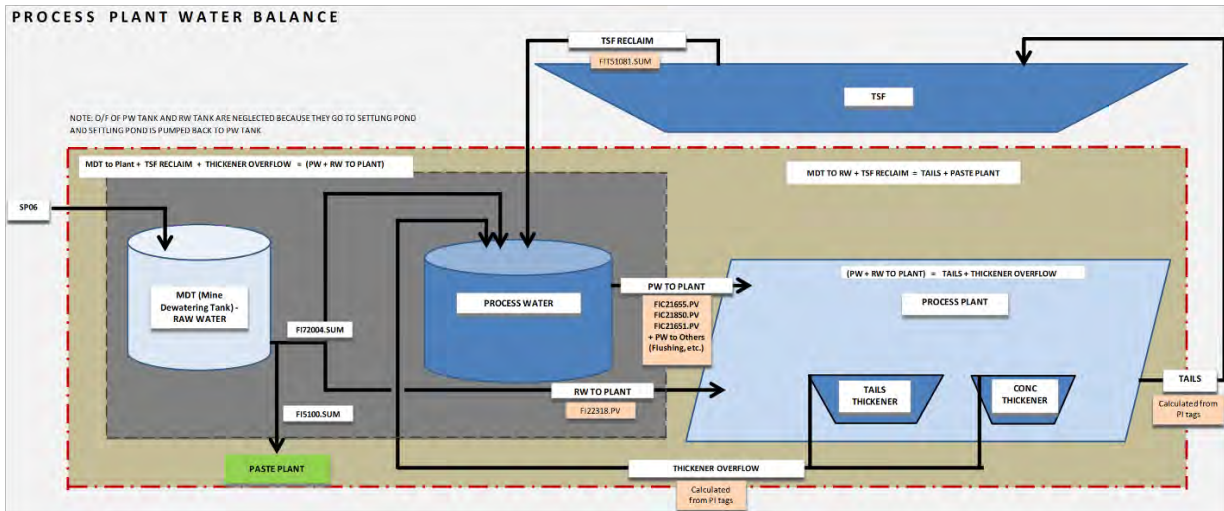 PROCESS PLANT WATER BALANCE
TSF RECLAIM
FIT51081.SUM
TSF
NOTE: O/F OF PW TANK AND RW TANK ARE NEGLECTED BECAUSE THEY GO TO SETTLING POND
AND SETTLING POND IS PUMPED BACK TO PW TANK
MDT to Plant + TSF RECLAIM + THICKENER OVERFLOW = (PW + RW TO PLANT)
MDT TO RW + TSF RECLAIM = TAILS + PASTE PLANT
SP06
MDT (Mine
Dewatering Tank) -
RAW WATER
PROCESS WATER
(PW + RW TO PLANT) = TAILS + THICKENER OVERFLOW
PROCESS PLANT
PW TO PLANT
FIC21655.PV
FIC21850.PV
FIC21651.PV
+ PW to Others
(Flushing, etc.)
FI72004.SUM
RW TO PLANT
FI22318.PV
FI5100.SUM
TAILS
THICKENER
CONC
THICKENER
TAILS
Calculated from
PI tags
PASTE PLANT
THICKENER OVERFLOW
Calculated
from PI tags